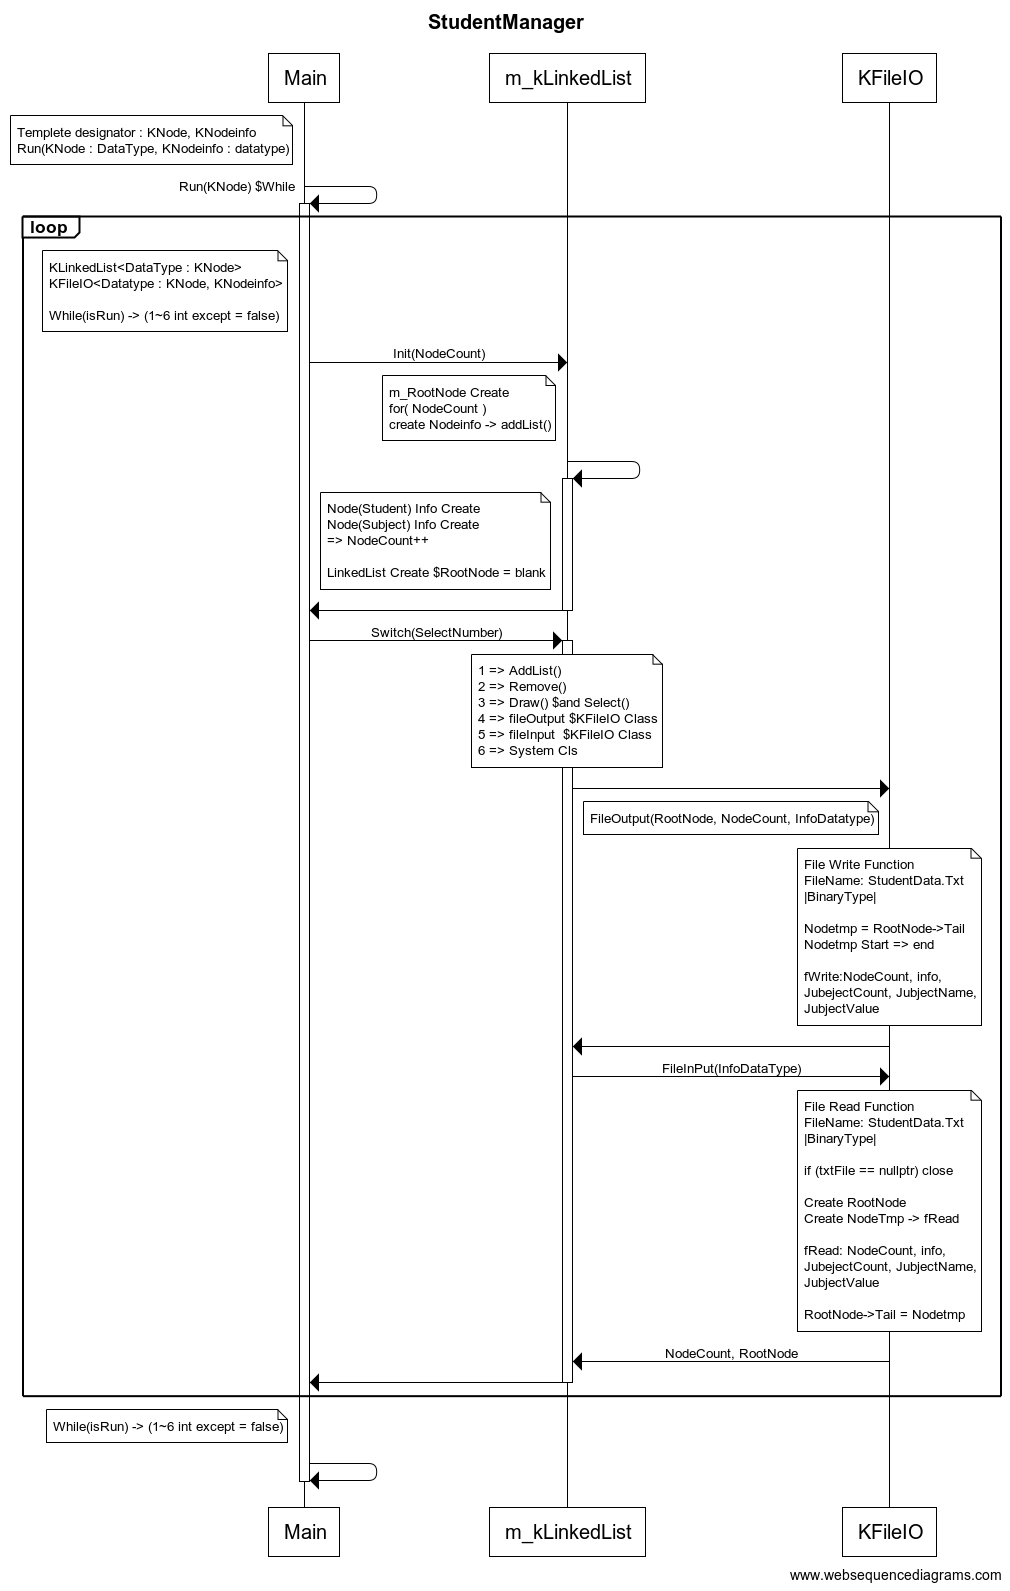 StudentManager
Main
m_kLinkedList
KFileIO
Templete designator : KNode, KNodeinfo
Run(KNode : DataType, KNodeinfo : datatype)
Run(KNode) $While
loop
KLinkedList<DataType : KNode>
KFileIO<Datatype : KNode, KNodeinfo>
While(isRun) -> (1~6 int except = false)
Init(NodeCount)
m_RootNode Create
for( NodeCount )
create Nodeinfo -> addList()
Node(Student) Info Create
Node(Subject) Info Create
=> NodeCount++
LinkedList Create $RootNode = blank
Switch(SelectNumber)
1 => AddList()
2 => Remove()
3 => Draw() $and Select()
4 => fileOutput $KFileIO Class
5 => fileInput  $KFileIO Class
6 => System Cls
FileOutput(RootNode, NodeCount, InfoDatatype)
File Write Function
FileName: StudentData.Txt
|BinaryType|
Nodetmp = RootNode->Tail
Nodetmp Start => end
fWrite:NodeCount, info,
JubejectCount, JubjectName,
JubjectValue
FileInPut(InfoDataType)
File Read Function
FileName: StudentData.Txt
|BinaryType|
if (txtFile == nullptr) close
Create RootNode
Create NodeTmp -> fRead
fRead: NodeCount, info,
JubejectCount, JubjectName,
JubjectValue
RootNode->Tail = Nodetmp
NodeCount, RootNode
While(isRun) -> (1~6 int except = false)
Main
m_kLinkedList
KFileIO
www.websequencediagrams.com